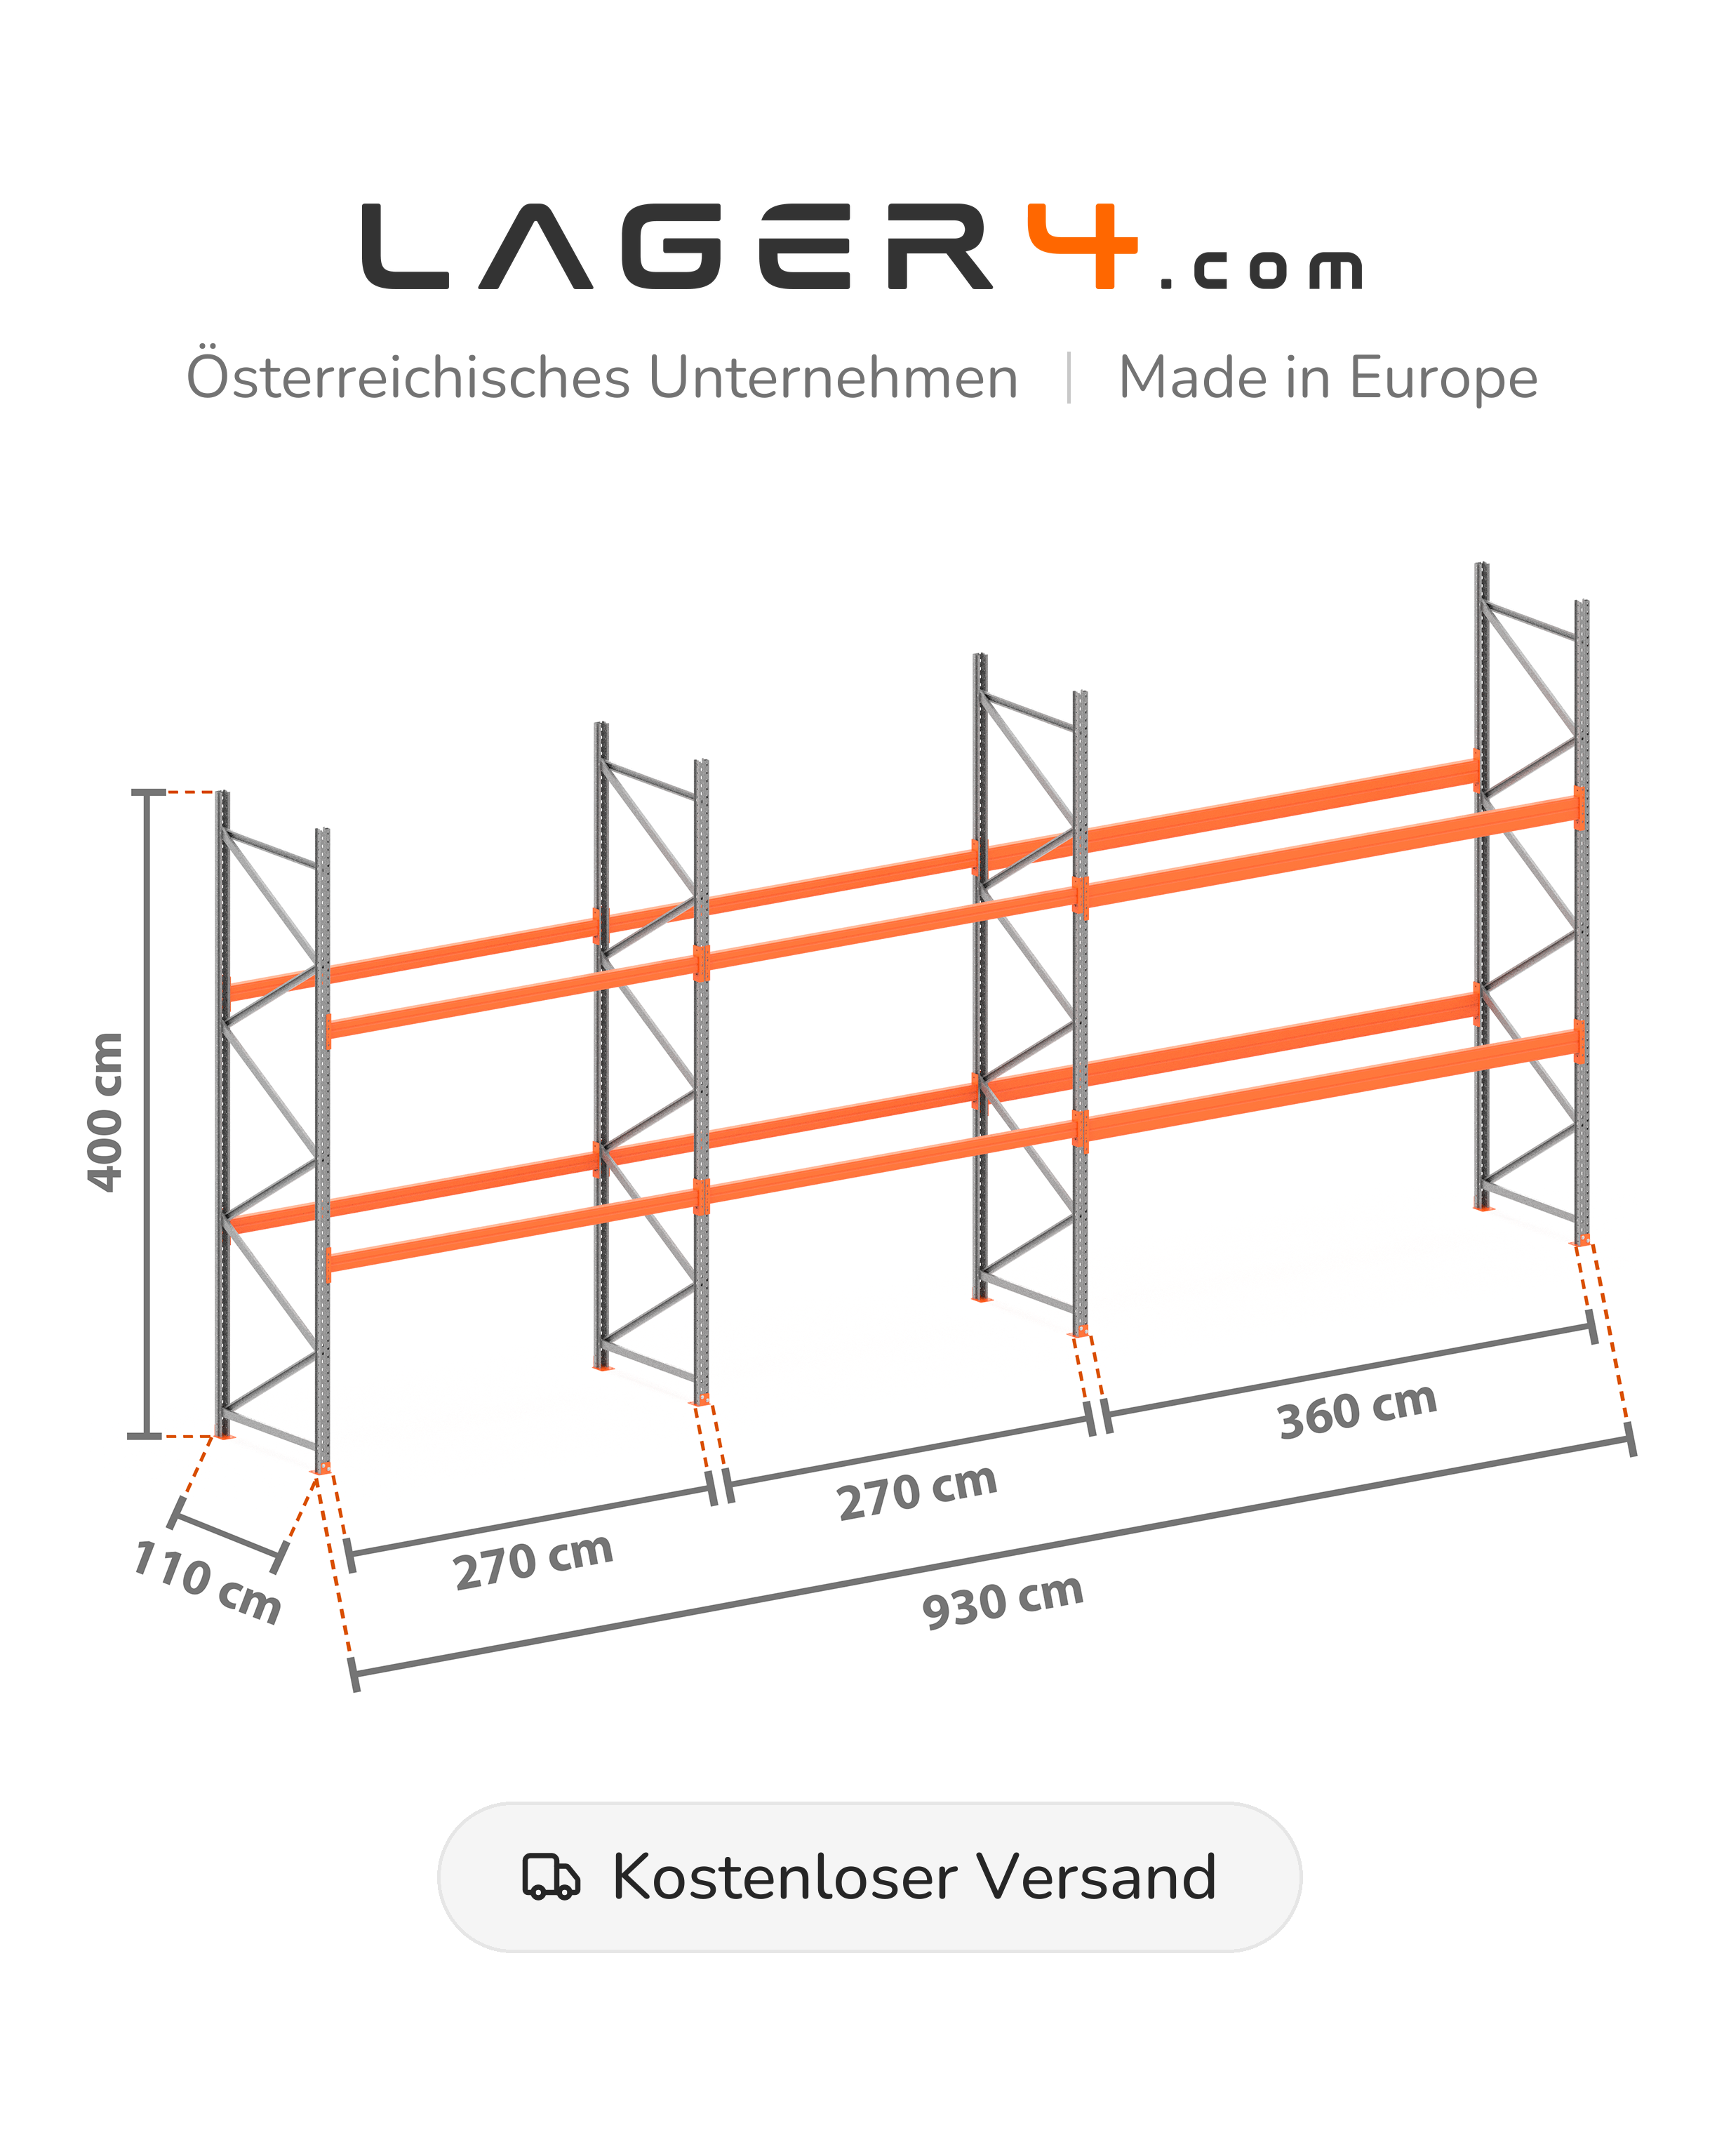 LAGER4.com
Österreichisches Unternehmen | Made in Europe
400 cm
110 cm
270 cm
270 cm
360 cm
930 cm
Kostenloser Versand